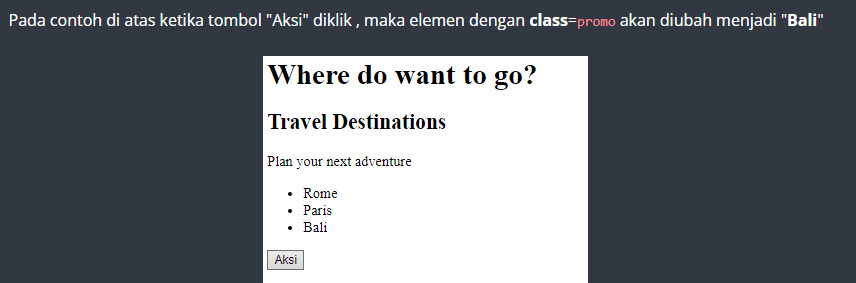 Pada contoh di atas ketika tombol "Aksi" diklik , maka elemen dengan class=promo akan diubah menjadi "Bali"
Where do want to go?
Travel Destinations
Plan your next adventure
• Rome
• Paris
• Bali
Aksi